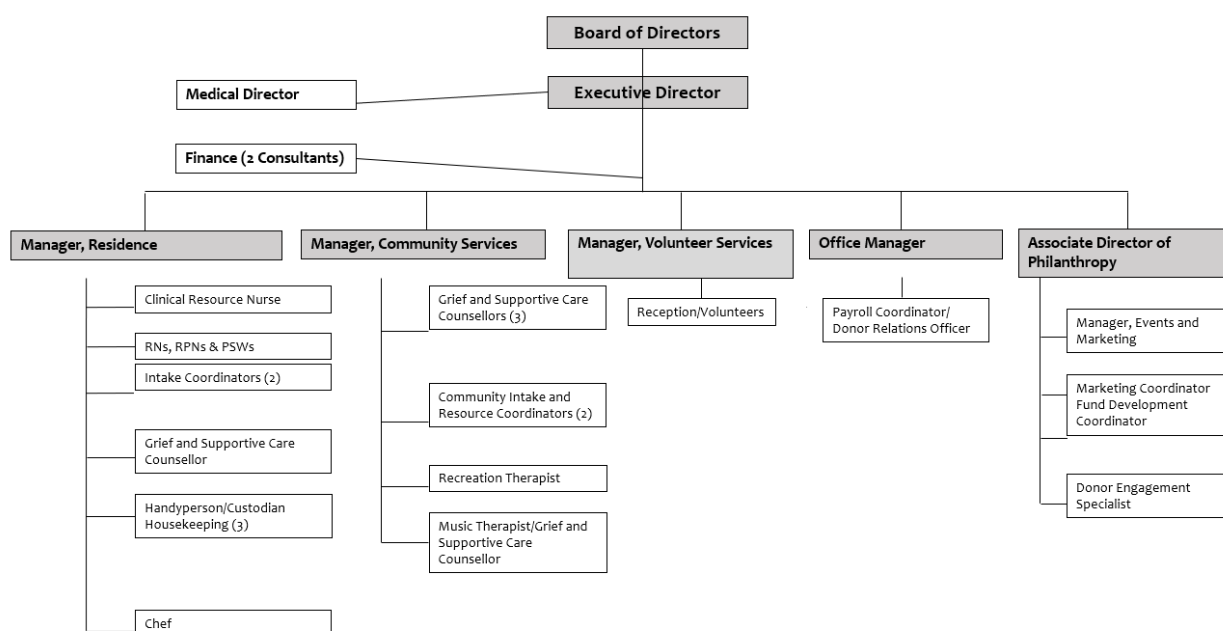 Board of Directors
Executive Director
Medical Director
Finance (2 Consultants)
Manager, Residence
Clinical Resource Nurse
RNs, RPNs & PSWs
Intake Coordinators (2)
Grief and Supportive Care
Counsellor
Handyperson/Custodian
Housekeeping (3)
Chef
Manager, Community Services
Grief and Supportive Care
Counsellors (3)
Community Intake and
Resource Coordinators (2)
Recreation Therapist
Music Therapist/Grief and
Supportive Care
Counsellor
Manager, Volunteer Services
Reception/Volunteers
Office Manager
Payroll Coordinator/
Donor Relations Officer
Associate Director of
Philanthropy
Manager, Events and
Marketing
Marketing Coordinator
Fund Development
Coordinator
Donor Engagement
Specialist